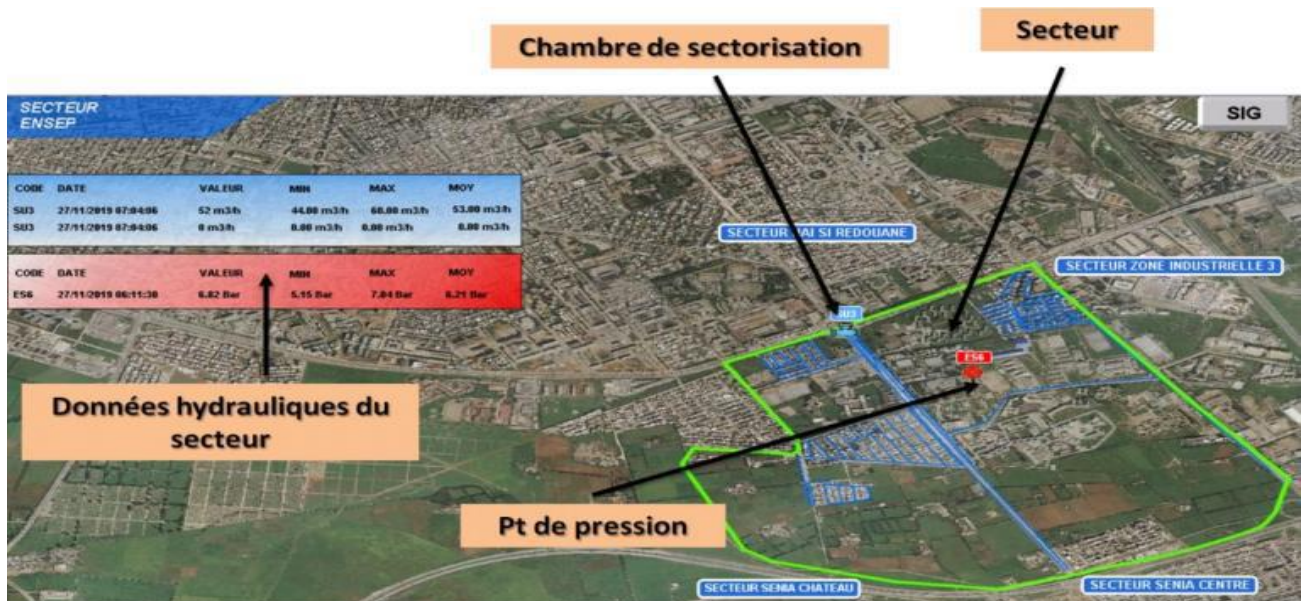 Chambre de sectorisation
Secteur
SECTEUR
ENSEP
SIG
CODE DATE VALEUR MIN MAX MOY
SU3 27/11/2019 07:04:06 52 m3/h 44.00 m3/h 60.00 m3/h 53.00 m3/h
SU3 27/11/2019 07:04:06 0 m3/h 0.00 m3/h 0.00 m3/h 0.00 m3/h
SECTEUR SI REDOUANE
CODE DATE VALEUR MIN MAX MOY
ES6 27/11/2019 06:11:30 6.82 Bar 5.15 Bar 7.04 Bar 6.21 Bar
SECTEUR ZONE INDUSTRIELLE 3
SU3
ES6
Données hydrauliques du
secteur
Pt de pression
SECTEUR SENIA CHATEAU
SECTEUR SENIA CENTRE